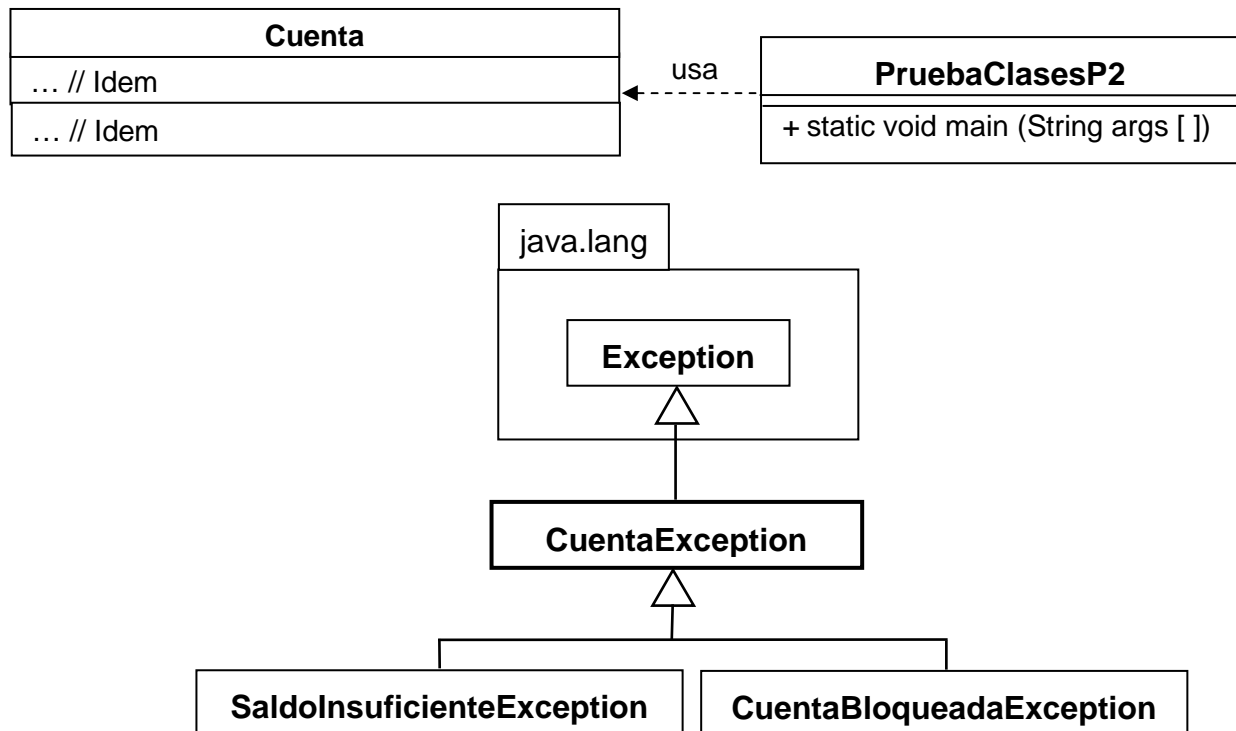 Cuenta
… // Idem
… // Idem
usa
PruebaClasesP2
+ static void main (String args [ ])
java.lang
Exception
CuentaException
SaldoInsuficienteException
CuentaBloqueadaException